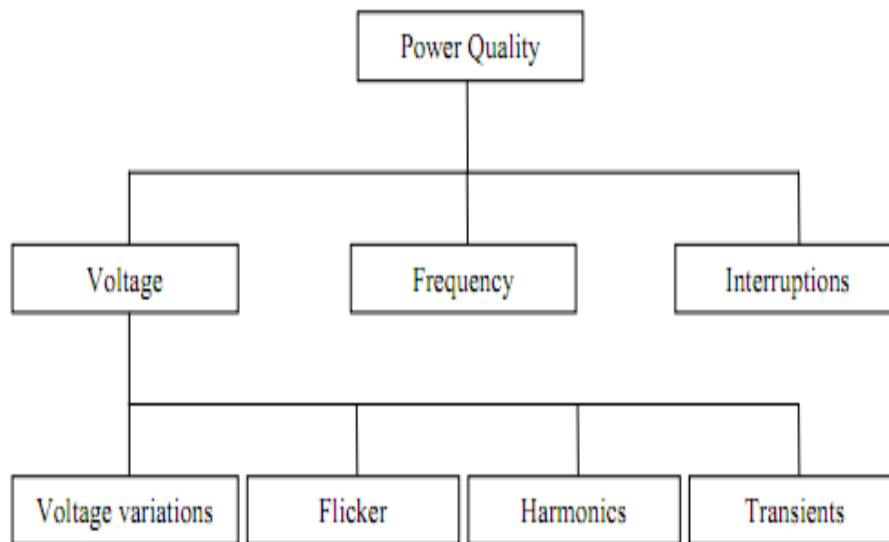 Power Quality
Voltage
Frequency
Interruptions
Voltage variations
Flicker
Harmonics
Transients